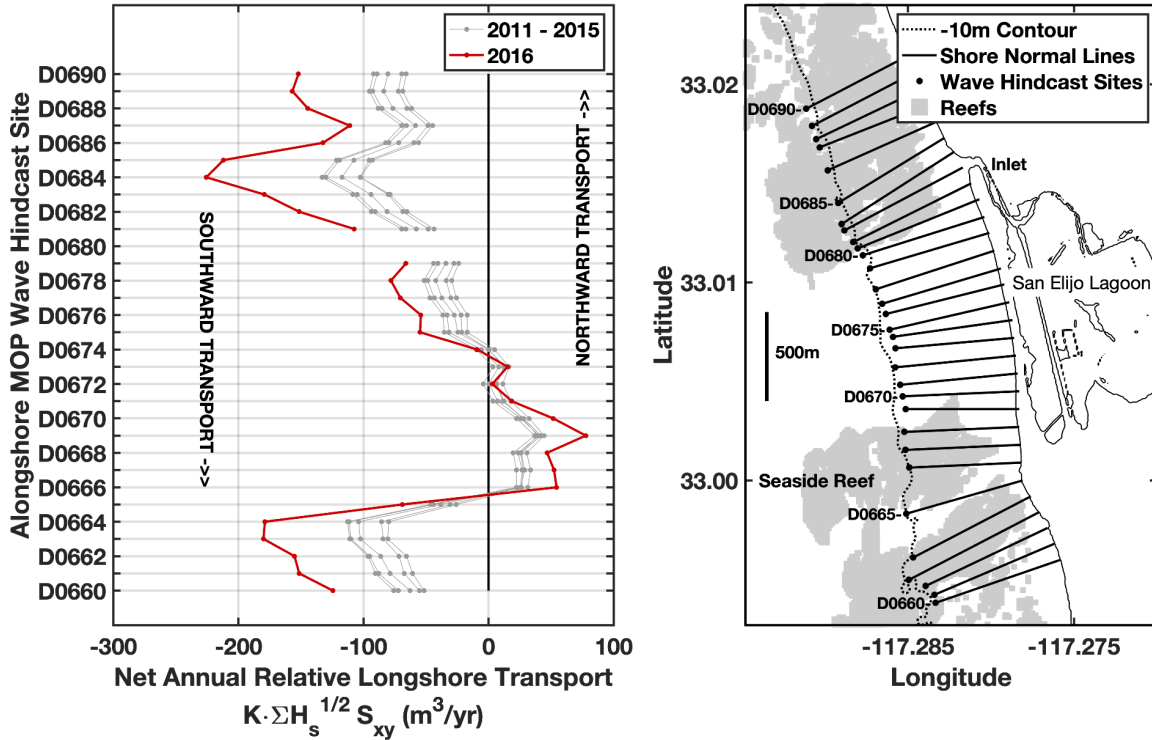 2011 - 2015
2016
D0690
D0688
D0686
D0684
D0682
D0680
D0678
D0676
D0674
D0672
D0670
D0668
D0666
D0664
D0662
D0660
Alongshore MOP Wave Hindcast Site
SOUTHWARD TRANSPORT ->>
NORTHWARD TRANSPORT ->>
-300 -200 -100 0 100
Net Annual Relative Longshore Transport
K·ΣHs1/2 Sxy (m3/yr)
-10m Contour
Shore Normal Lines
Wave Hindcast Sites
Reefs
33.02
33.01
33.00
Latitude
D0690
Inlet
D0685
D0680
San Elijo Lagoon
D0675
500m
D0670
Seaside Reef
D0665
D0660
-117.285 -117.275
Longitude